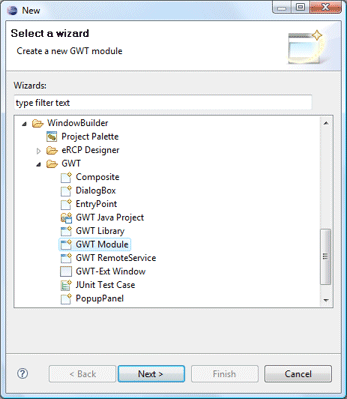 New
Select a wizard
Create a new GWT module
Wizards:
type filter text
WindowBuilder
Project Palette
eRCP Designer
GWT
Composite
DialogBox
EntryPoint
GWT Java Project
GWT Library
GWT Module
GWT RemoteService
GWT-Ext Window
JUnit Test Case
PopupPanel
? < Back Next > Finish Cancel